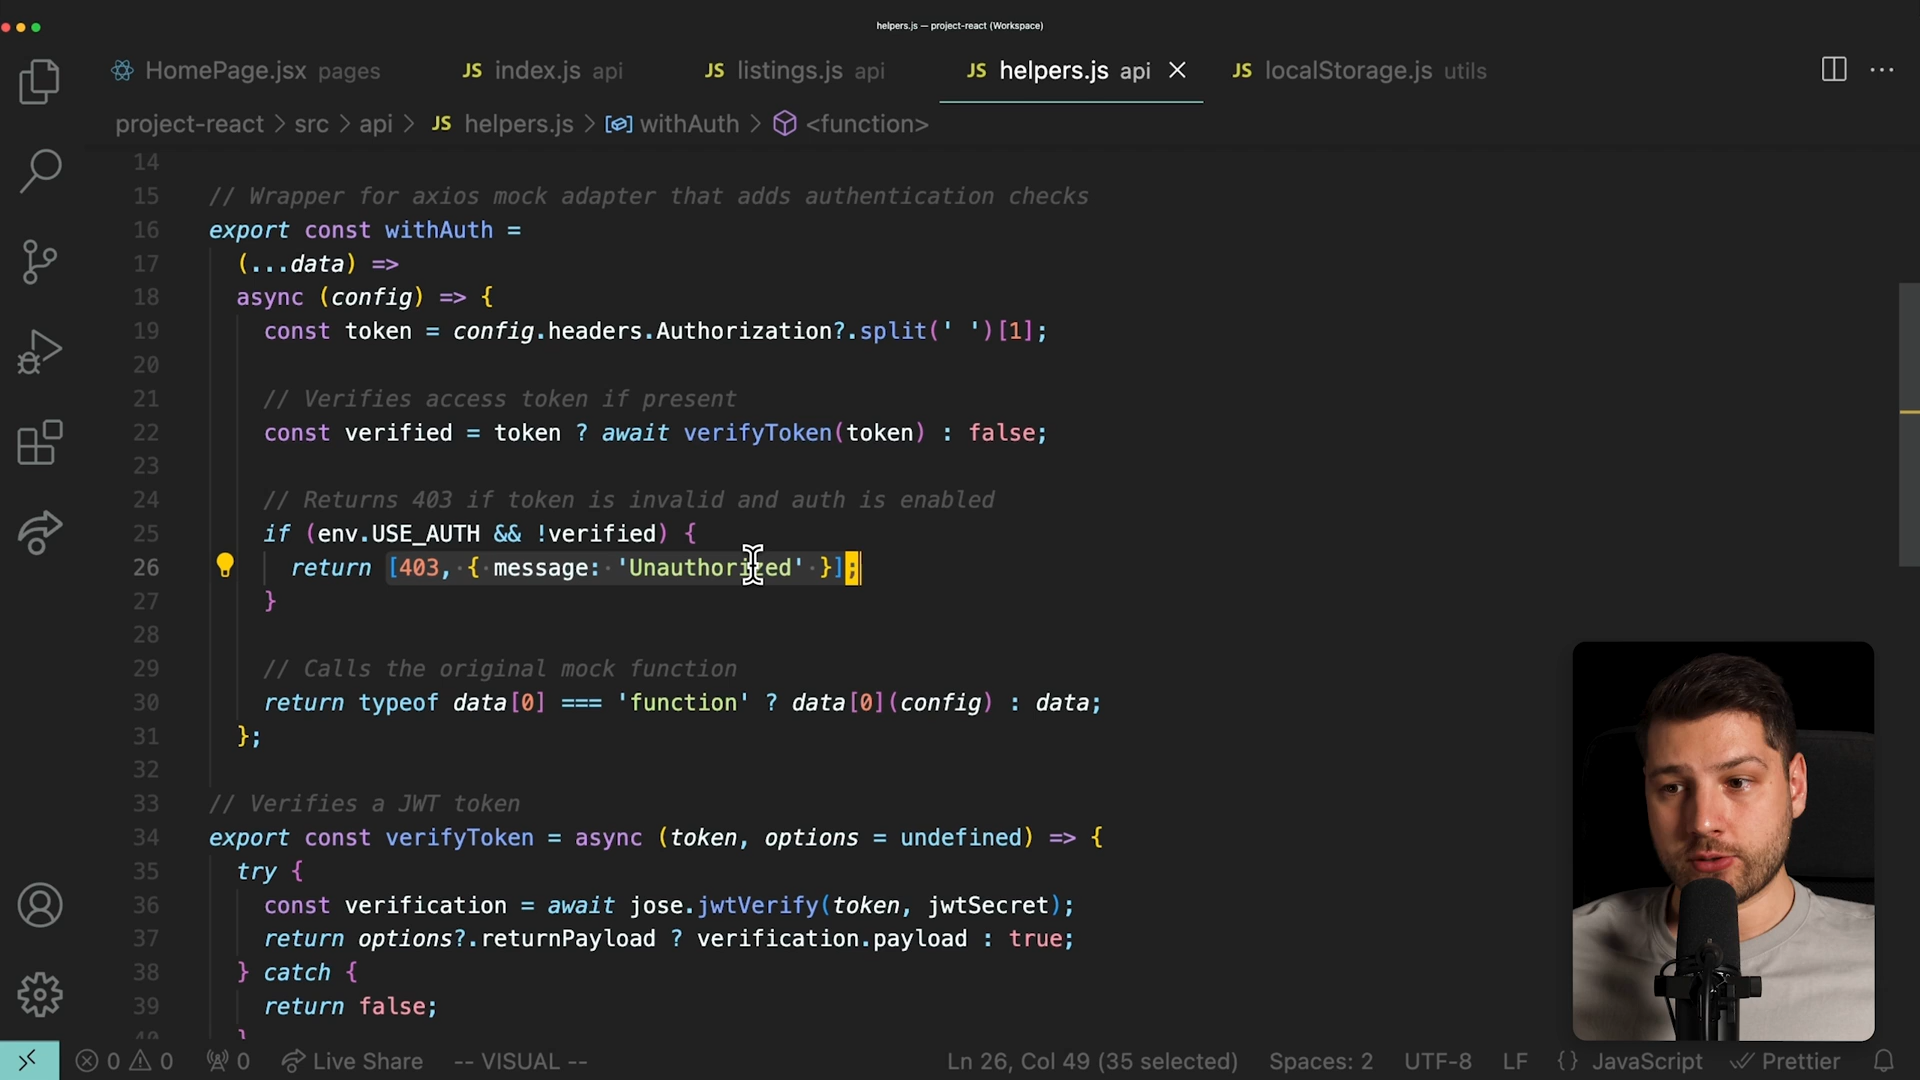 helpers.js — project-react (Workspace)
HomePage.jsx pages JS index.js api JS listings.js api JS helpers.js api JS localStorage.js utils
project-react > src > api > JS helpers.js > withAuth > <function>
14
15 // Wrapper for axios mock adapter that adds authentication checks
16 export const withAuth =
17 (...data) =>
18 async (config) => {
19 const token = config.headers.Authorization?.split(' ')[1];
20
21 // Verifies access token if present
22 const verified = token ? await verifyToken(token) : false;
23
24 // Returns 403 if token is invalid and auth is enabled
25 if (env.USE_AUTH && !verified) {
26 return [403, { message: 'Unauthorized' }];
27 }
28
29 // Calls the original mock function
30 return typeof data[0] === 'function' ? data[0](config) : data;
31 };
32
33 // Verifies a JWT token
34 export const verifyToken = async (token, options = undefined) => {
35 try {
36 const verification = await jose.jwtVerify(token, jwtSecret);
37 return options?.returnPayload ? verification.payload : true;
38 } catch {
39 return false;
40 }
0 0 0 Live Share -- VISUAL -- Ln 26, Col 49 (35 selected) Spaces: 2 UTF-8 LF {} JavaScript Prettier